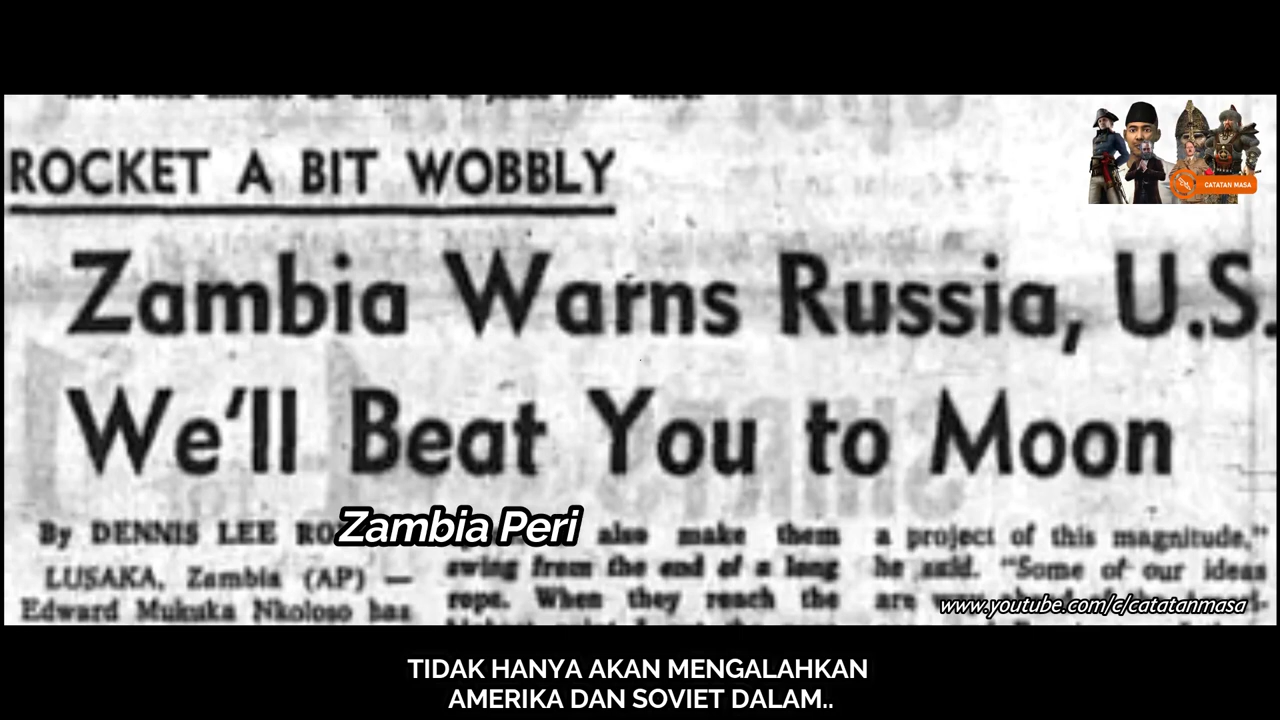 ROCKET A BIT WOBBLY
CATATAN MASA
Zambia Warns Russia, U.S.
We'll Beat You to Moon
By DENNIS LEE RO
LUSAKA, Zambia (AP) —
Edward Mukuka Nkoloso has
Zambia Peri
also make them
swing from the end of a long
rope. When they reach the
a project of this magnitude,"
he said. "Some of our ideas
are
www.youtube.com/c/catatanmasa
TIDAK HANYA AKAN MENGALAHKAN
AMERIKA DAN SOVIET DALAM..